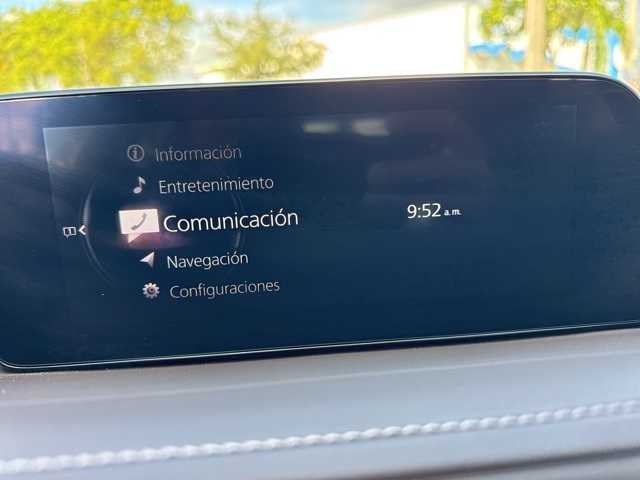 Información
Entretenimiento
Comunicación
9:52 a.m.
Navegación
Configuraciones